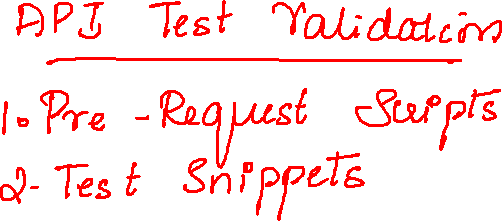 API Test Validation
1. Pre-Request Scripts
2- Test Snippets